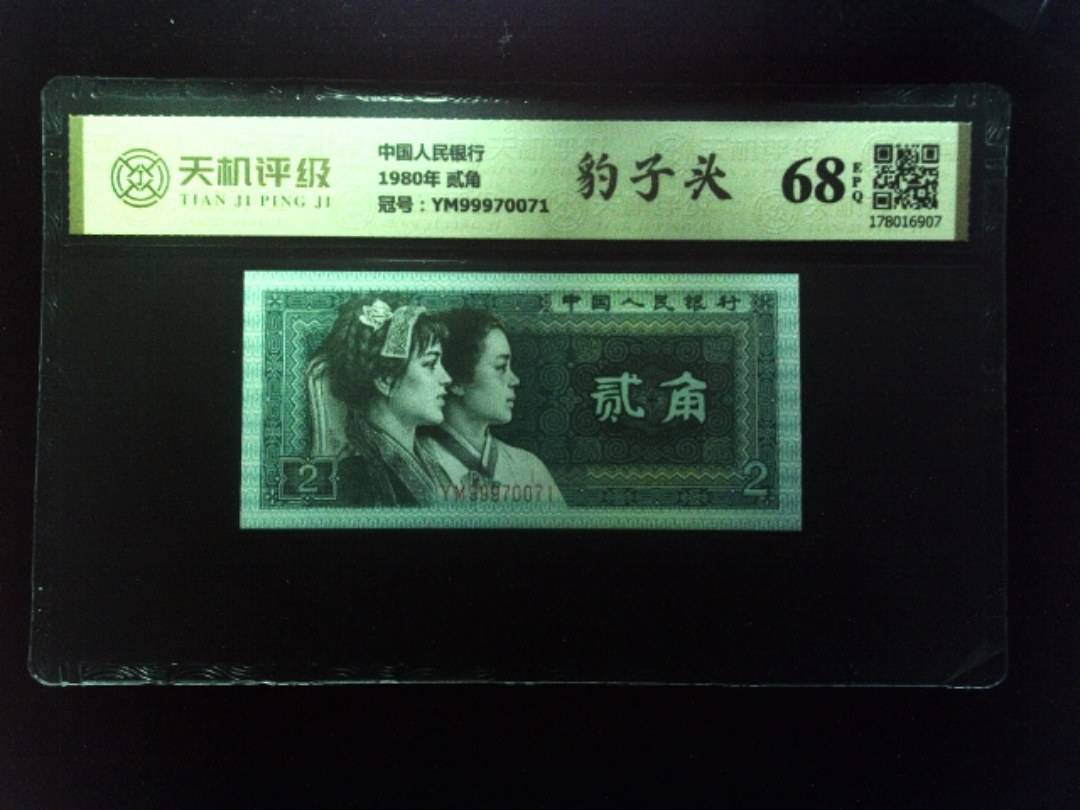 天机评级
TIAN JI PING JI
中国人民银行
1980年 贰角
冠号：YM99970071
豹子头
68
EPQ
178016907
中国人民银行
贰角
2
YM99970071
2